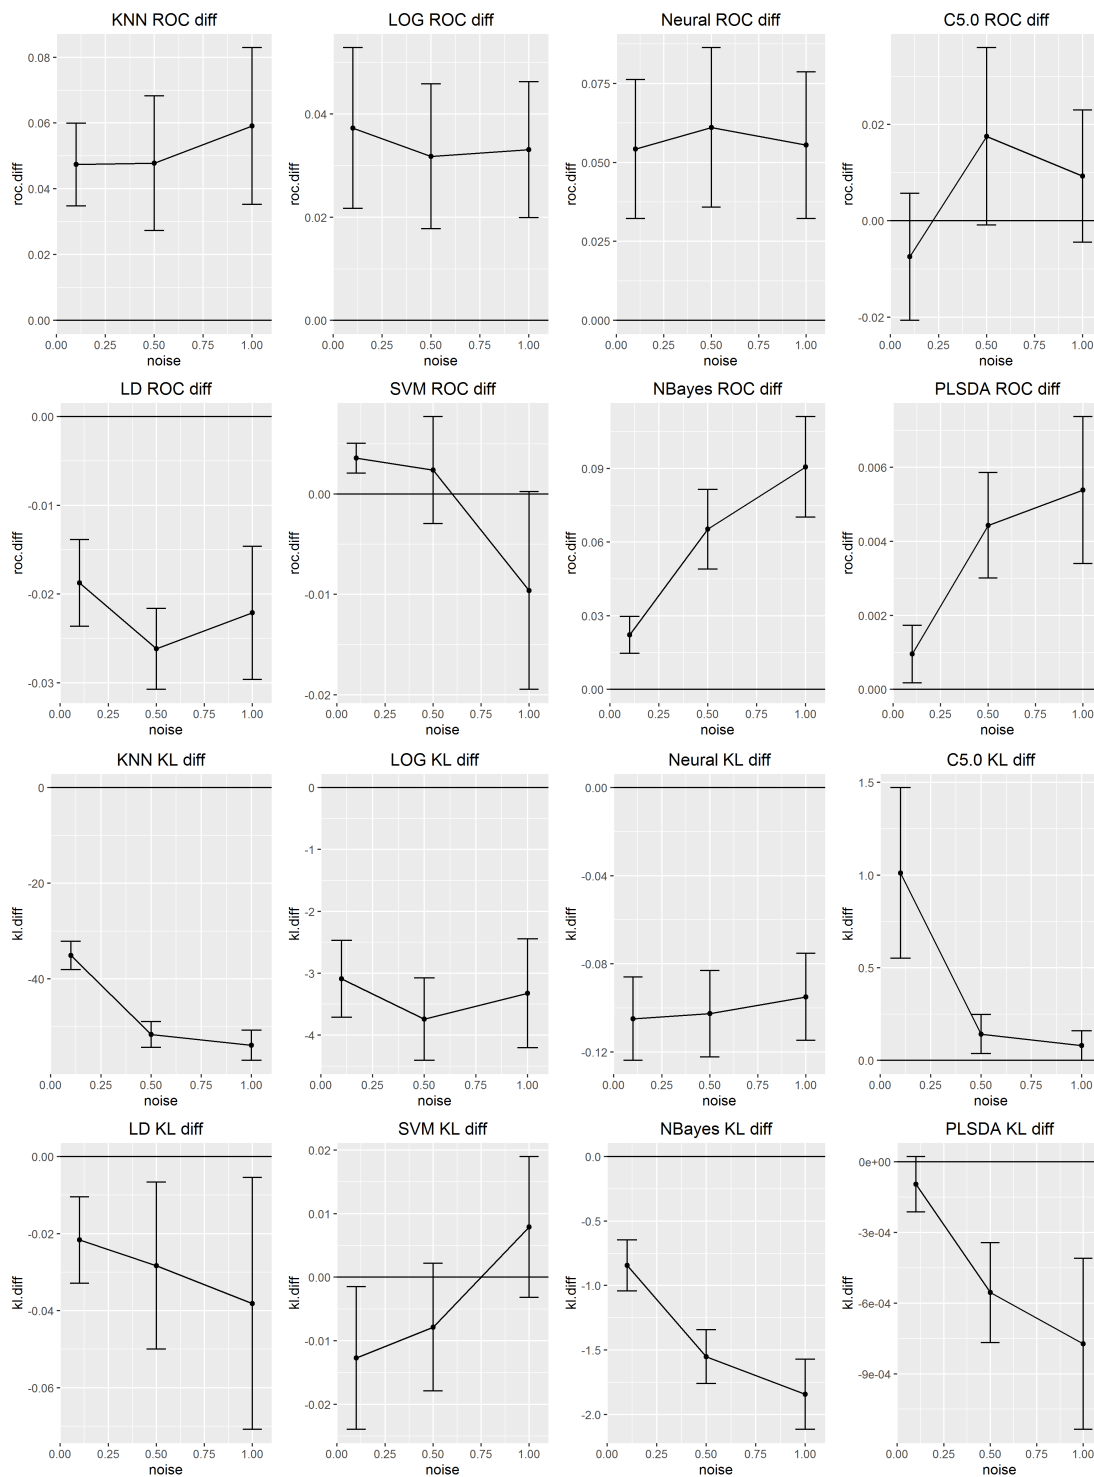 KNN ROC diff LOG ROC diff Neural ROC diff C5.0 ROC diff
roc.diff 0.08 0.06 0.04 0.02 0.00
roc.diff 0.04 0.02 0.00
roc.diff 0.075 0.050 0.025 0.000
roc.diff 0.02 0.00 -0.02
0.00 0.25 0.50 0.75 1.00 0.00 0.25 0.50 0.75 1.00 0.00 0.25 0.50 0.75 1.00 0.00 0.25 0.50 0.75 1.00
noise noise noise noise
LD ROC diff SVM ROC diff NBayes ROC diff PLSDA ROC diff
roc.diff 0.00 -0.01 -0.02 -0.03
roc.diff 0.00 -0.01 -0.02
roc.diff 0.09 0.06 0.03 0.00
roc.diff 0.006 0.004 0.002 0.000
0.00 0.25 0.50 0.75 1.00 0.00 0.25 0.50 0.75 1.00 0.00 0.25 0.50 0.75 1.00 0.00 0.25 0.50 0.75 1.00
noise noise noise noise
KNN KL diff LOG KL diff Neural KL diff C5.0 KL diff
kl.diff 0 -20 -40
kl.diff 0 -1 -2 -3 -4
kl.diff 0.00 -0.04 -0.08 -0.12
kl.diff 1.5 1.0 0.5 0.0
0.00 0.25 0.50 0.75 1.00 0.00 0.25 0.50 0.75 1.00 0.00 0.25 0.50 0.75 1.00 0.00 0.25 0.50 0.75 1.00
noise noise noise noise
LD KL diff SVM KL diff NBayes KL diff PLSDA KL diff
kl.diff 0.00 -0.02 -0.04 -0.06
kl.diff 0.02 0.01 0.00 -0.01 -0.02
kl.diff 0.0 -0.5 -1.0 -1.5 -2.0
kl.diff 0e+00 -3e-04 -6e-04 -9e-04
0.00 0.25 0.50 0.75 1.00 0.00 0.25 0.50 0.75 1.00 0.00 0.25 0.50 0.75 1.00 0.00 0.25 0.50 0.75 1.00
noise noise noise noise